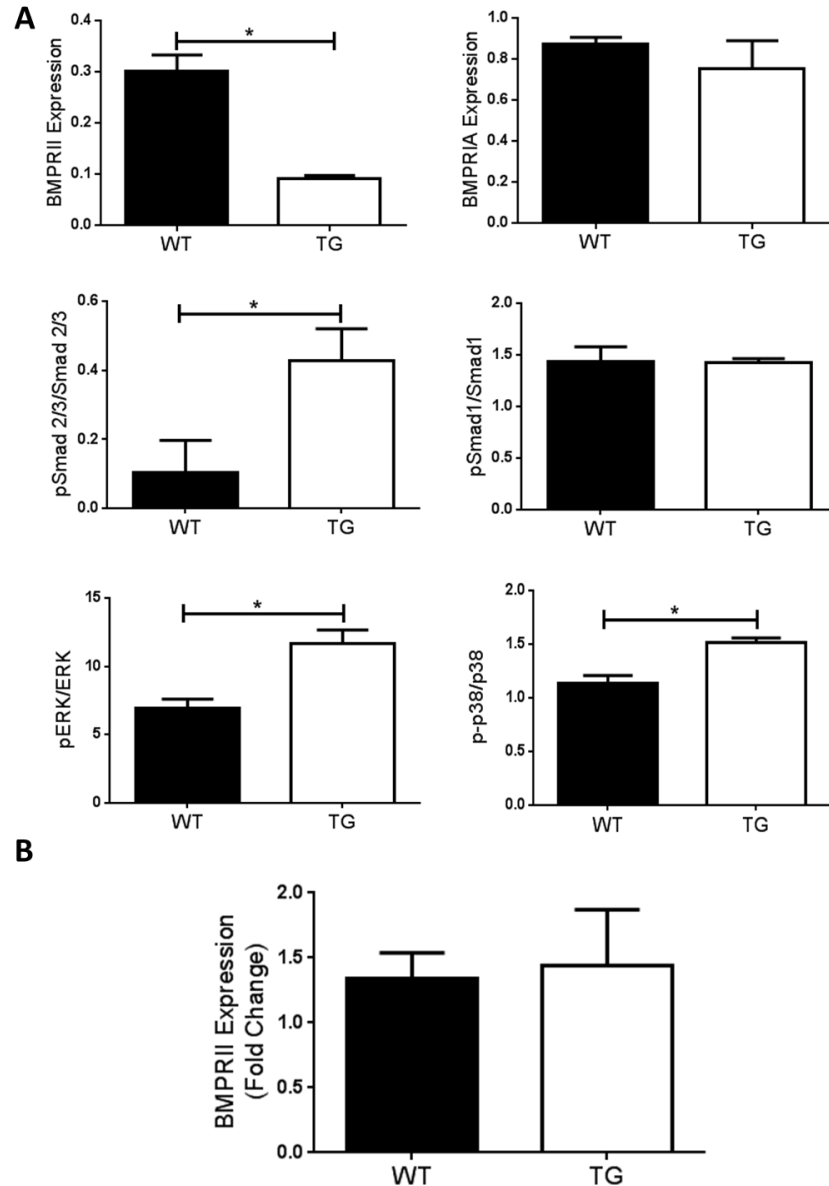 A
BMPRII Expression
0.4
0.3
0.2
0.1
0.0
*
WT
TG
BMPRIA Expression
1.0
0.8
0.6
0.4
0.2
0.0
WT
TG
pSmad 2/3/Smad 2/3
0.6
0.4
0.2
0.0
*
WT
TG
pSmad1/Smad1
2.0
1.5
1.0
0.5
0.0
WT
TG
pERK/ERK
15
10
5
0
*
WT
TG
p-p38/p38
2.0
1.5
1.0
0.5
0.0
*
WT
TG
B
BMPRII Expression
(Fold Change)
2.0
1.5
1.0
0.5
0.0
WT
TG